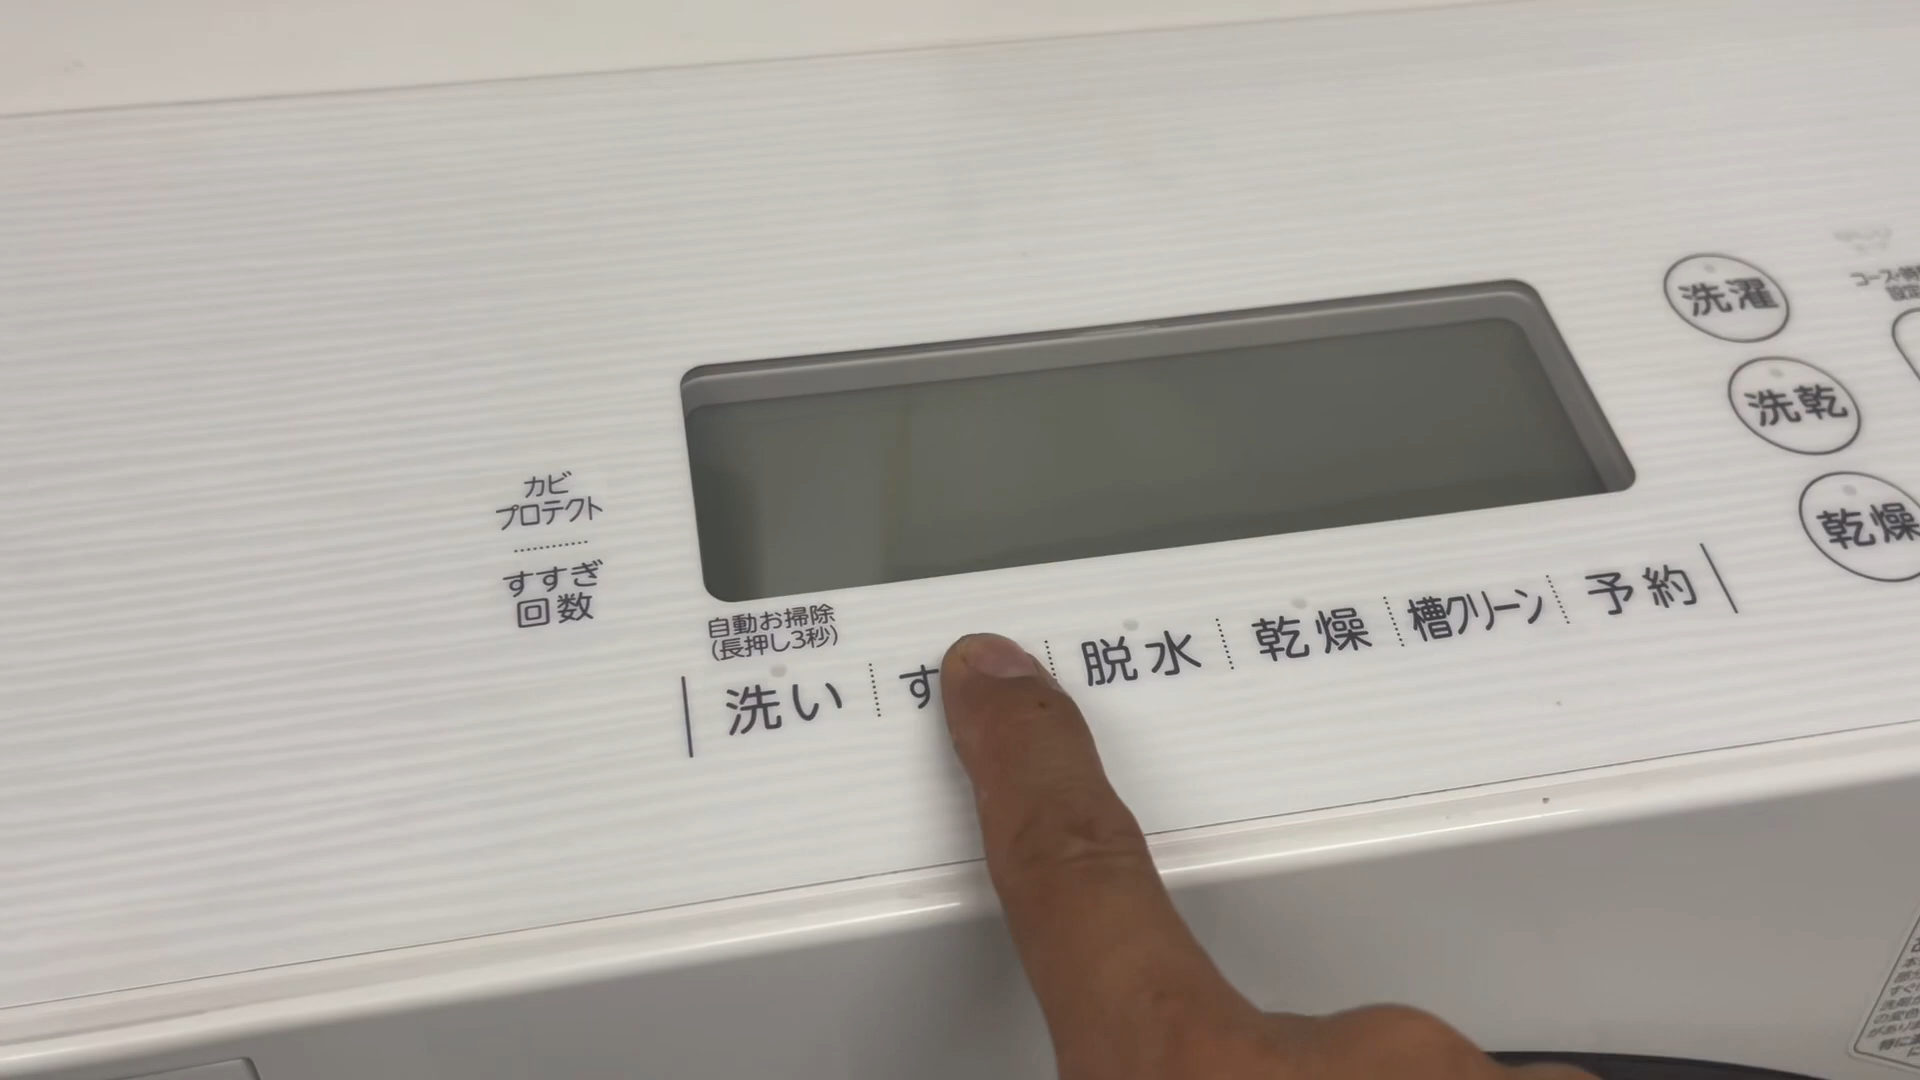 洗濯
洗乾
乾燥
カビ
プロテクト
すすぎ
回数
自動お掃除
(長押し3秒)
洗い
す
脱水
乾燥
槽クリーン
予約